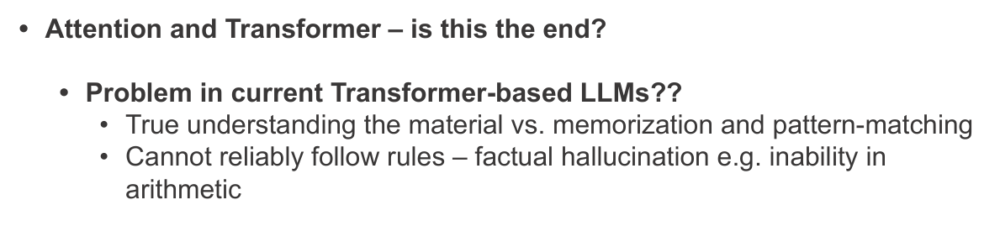 • Attention and Transformer – is this the end?
• Problem in current Transformer-based LLMs??
• True understanding the material vs. memorization and pattern-matching
• Cannot reliably follow rules – factual hallucination e.g. inability in
arithmetic